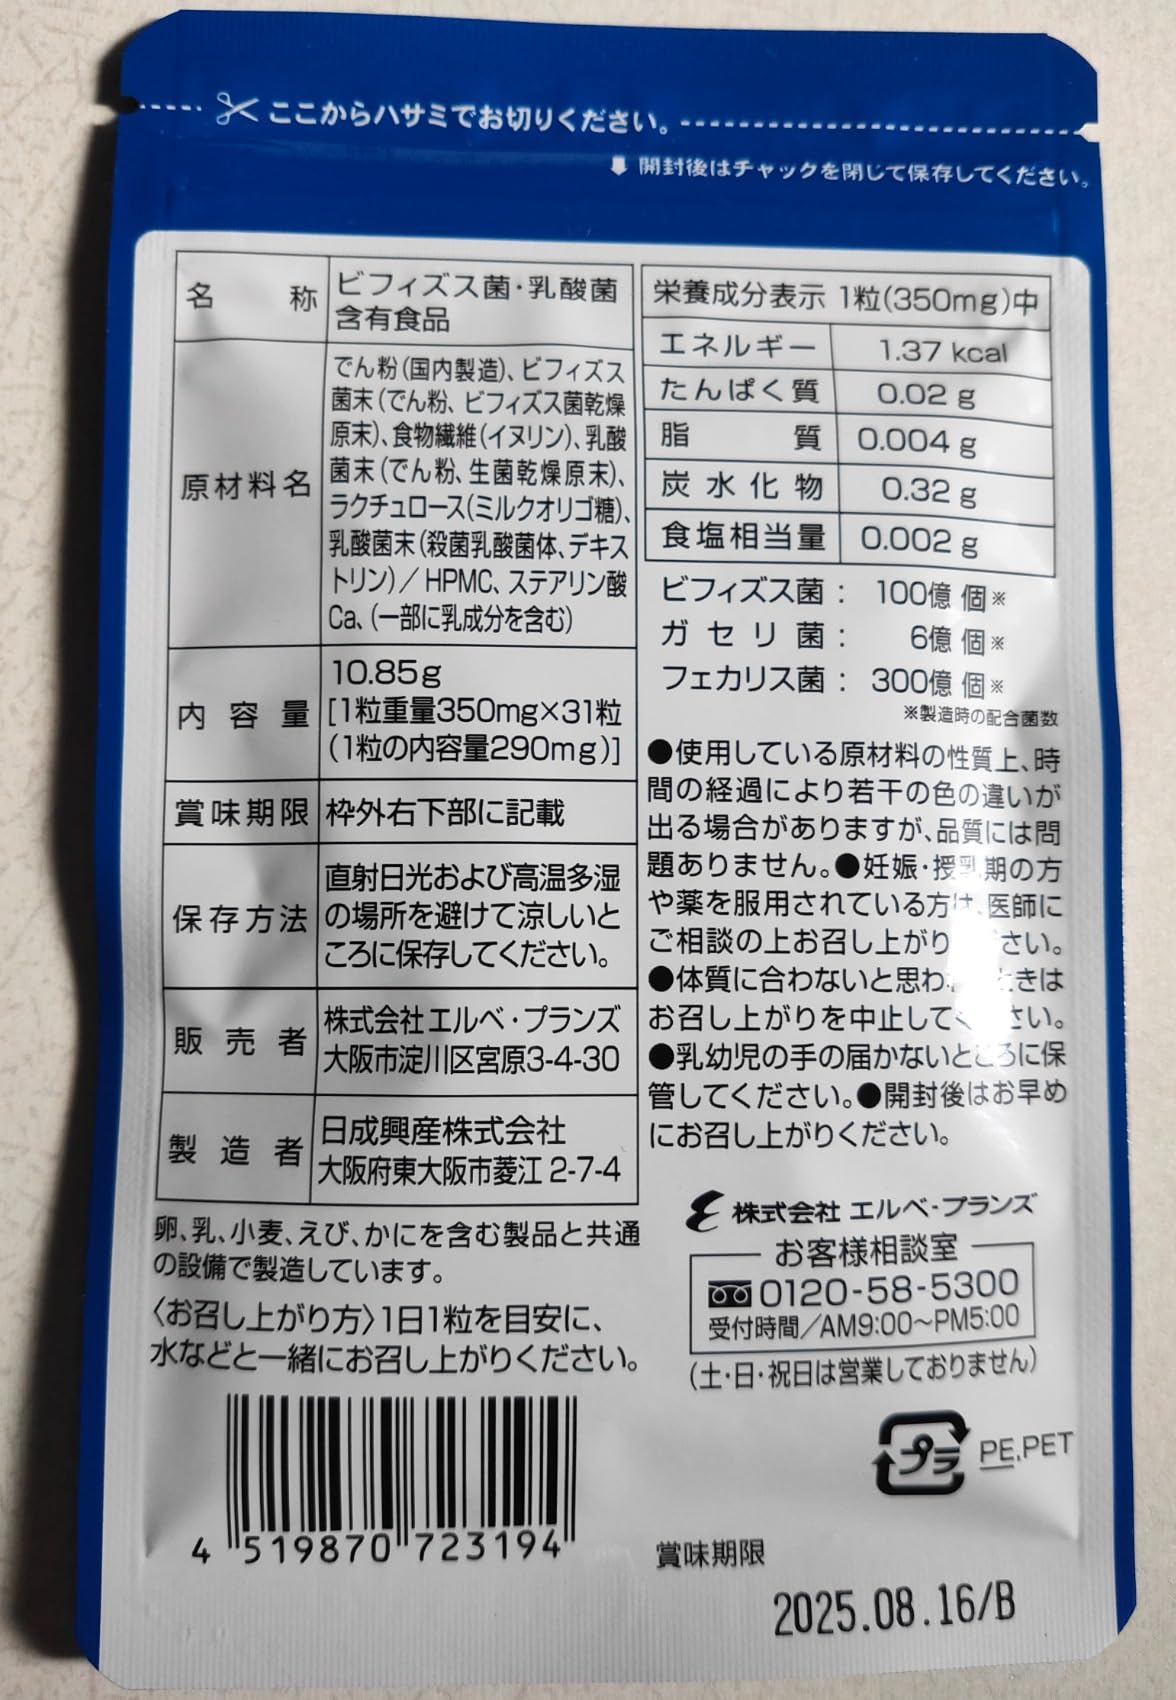 ここからハサミでお切りください。
開封後はチャックを閉じて保存してください。
名称 ビフィズス菌・乳酸菌
含有食品
原材料名 でん粉(国内製造)、ビフィズス
菌末(でん粉、ビフィズス菌乾燥
原末)、食物繊維(イヌリン)、乳酸
菌末(でん粉、生菌乾燥原末)、
ラクチュロース(ミルクオリゴ糖)、
乳酸菌末(殺菌乳酸菌体、デキス
トリン)/HPMC、ステアリン酸
Ca、(一部に乳成分を含む)
内容量 10.85g
[1粒重量350mg×31粒
(1粒の内容量290mg)]
賞味期限 枠外右下部に記載
保存方法 直射日光および高温多湿
の場所を避けて涼しいと
ころに保存してください。
販売者 株式会社エルベ・プランズ
大阪市淀川区宮原3-4-30
製造者 日成興産株式会社
大阪府東大阪市菱江2-7-4
卵、乳、小麦、えび、かにを含む製品と共通
の設備で製造しています。
〈お召し上がり方〉1日1粒を目安に、
水などと一緒にお召し上がりください。
4 519870 723194
栄養成分表示 1粒(350mg)中
エネルギー 1.37 kcal
たんぱく質 0.02 g
脂質 0.004 g
炭水化物 0.32 g
食塩相当量 0.002 g
ビフィズス菌: 100億個※
ガセリ菌: 6億個※
フェカリス菌: 300億個※
※製造時の配合菌数
●使用している原材料の性質上、時
間の経過により若干の色の違いが
出る場合がありますが、品質には問
題ありません。●妊娠・授乳期の方
や薬を服用されている方は、医師に
ご相談の上お召し上がりください。
●体質に合わないと思われるときは
お召し上がりを中止してください。
●乳幼児の手の届かないところに保
管してください。●開封後はお早め
にお召し上がりください。
株式会社 エルベ・プランズ
お客様相談室
0120-58-5300
受付時間/AM9:00〜PM5:00
(土・日・祝日は営業しておりません)
プラ PE,PET
賞味期限
2025.08.16/B